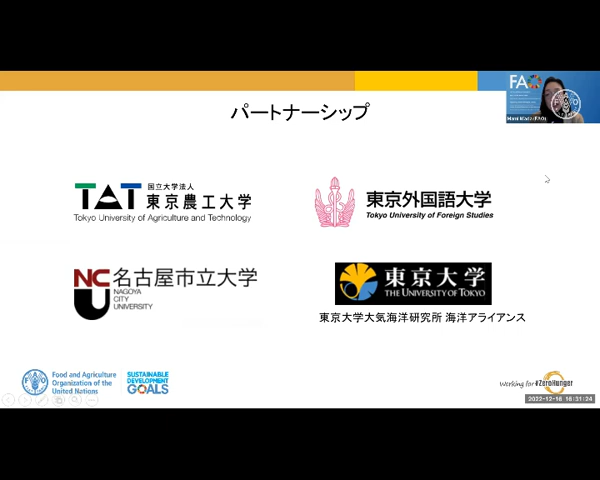 パートナーシップ
FAO
TAT
国立大学法人
東京農工大学
Tokyo University of Agriculture and Technology
東京外国語大学
Tokyo University of Foreign Studies
NCU
名古屋市立大学
NAGOYA
CITY
UNIVERSITY
東京大学
THE UNIVERSITY OF TOKYO
東京大学大気海洋研究所 海洋アライアンス
Food and Agriculture
Organization of the
United Nations
SUSTAINABLE
DEVELOPMENT
GOALS
Working for #ZeroHunger
2022-12-16 16:31:24